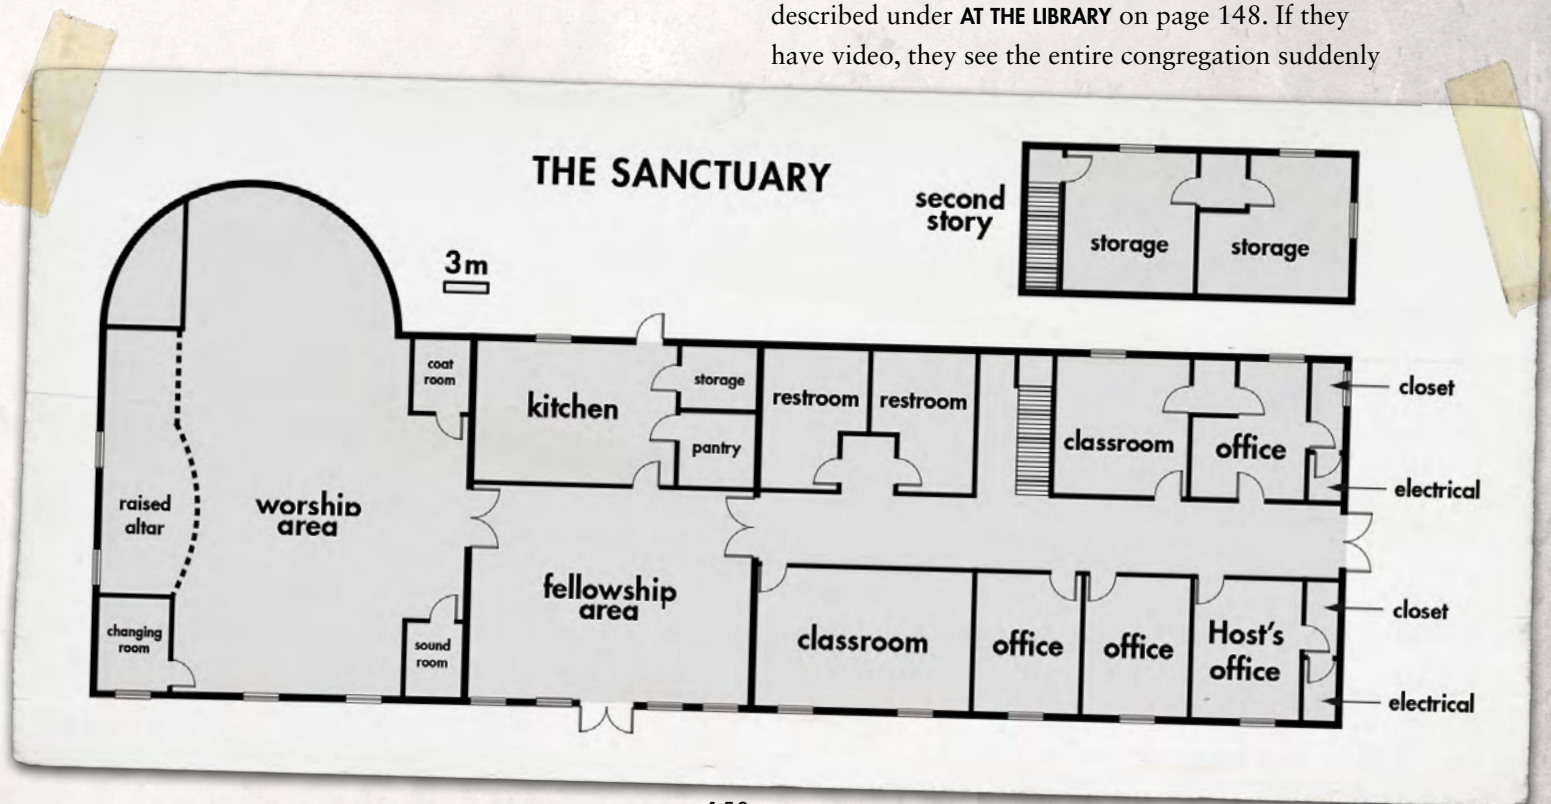 described under AT THE LIBRARY on page 148. If they
have video, they see the entire congregation suddenly
THE SANCTUARY
second
story
storage
storage
3m
coat
room
kitchen
storage
pantry
restroom
restroom
classroom
office
closet
electrical
raised
altar
worship
area
fellowship
area
changing
room
sound
room
classroom
office
office
Host's
office
closet
electrical